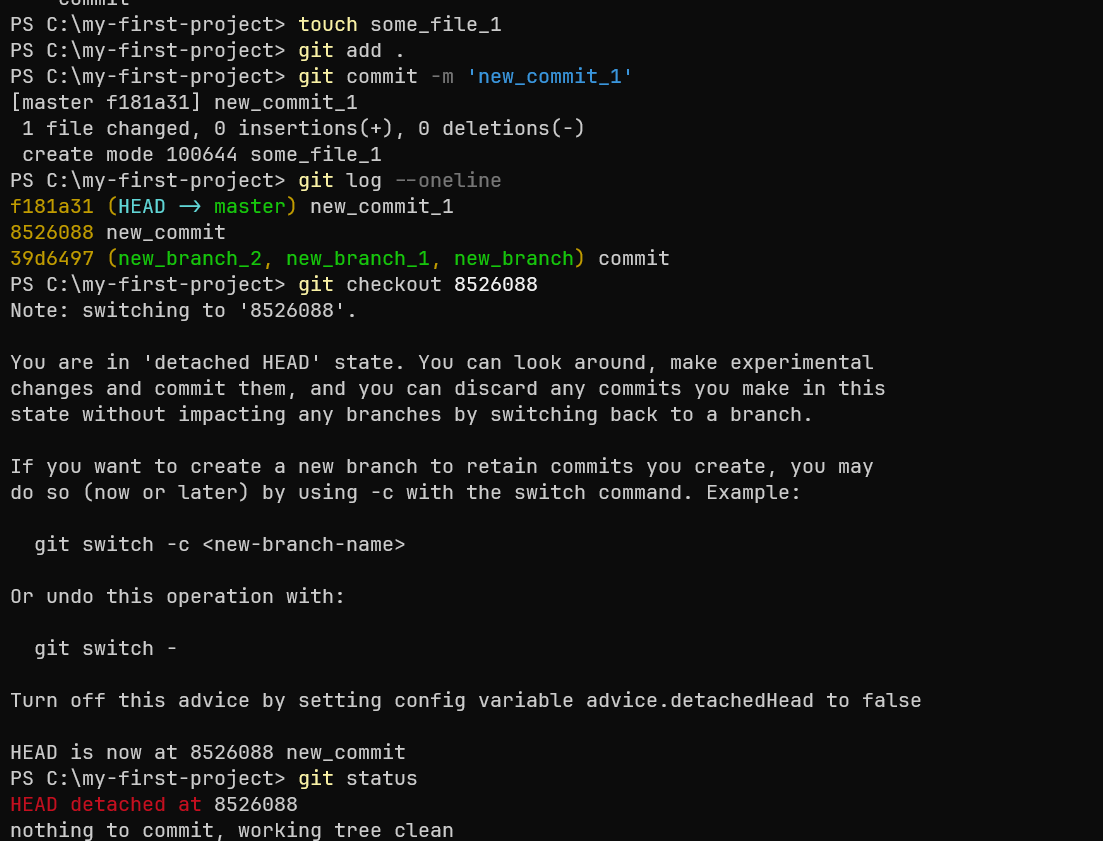 commit
PS C:\my-first-project> touch some_file_1
PS C:\my-first-project> git add .
PS C:\my-first-project> git commit -m 'new_commit_1'
[master f181a31] new_commit_1
 1 file changed, 0 insertions(+), 0 deletions(-)
 create mode 100644 some_file_1
PS C:\my-first-project> git log --oneline
f181a31 (HEAD -> master) new_commit_1
8526088 new_commit
39d6497 (new_branch_2, new_branch_1, new_branch) commit
PS C:\my-first-project> git checkout 8526088
Note: switching to '8526088'.

You are in 'detached HEAD' state. You can look around, make experimental
changes and commit them, and you can discard any commits you make in this
state without impacting any branches by switching back to a branch.

If you want to create a new branch to retain commits you create, you may
do so (now or later) by using -c with the switch command. Example:

  git switch -c <new-branch-name>

Or undo this operation with:

  git switch -

Turn off this advice by setting config variable advice.detachedHead to false

HEAD is now at 8526088 new_commit
PS C:\my-first-project> git status
HEAD detached at 8526088
nothing to commit, working tree clean